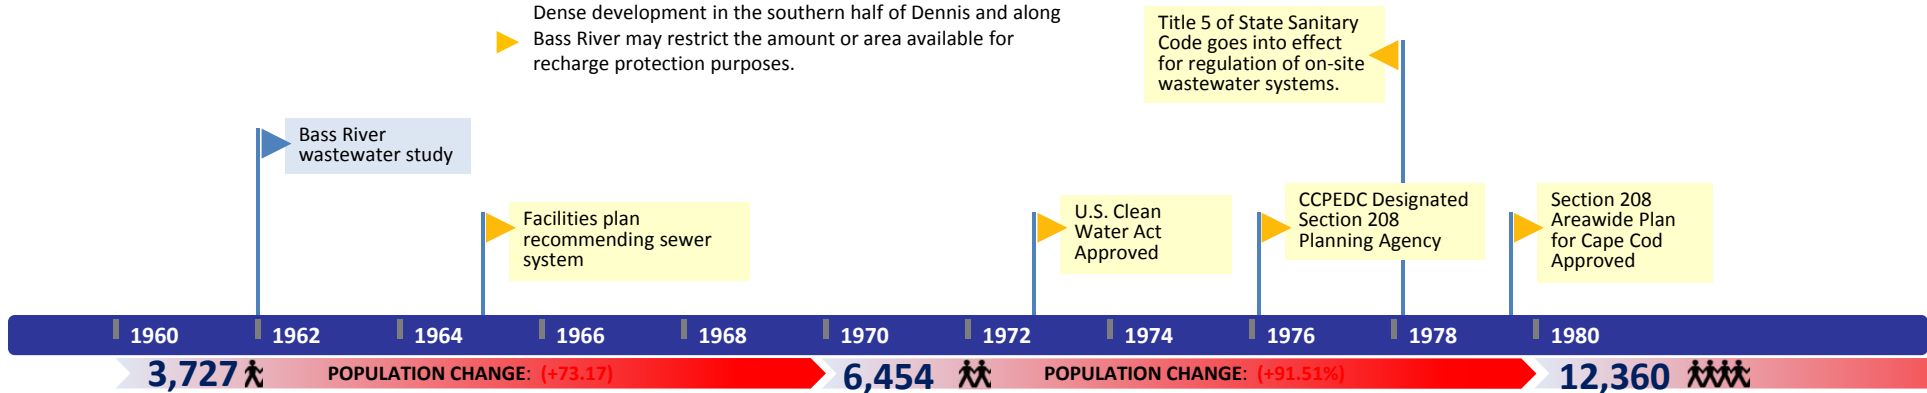 Dense development in the southern half of Dennis and along
Bass River may restrict the amount or area available for
recharge protection purposes.
Title 5 of State Sanitary
Code goes into effect
for regulation of on-site
wastewater systems.
Bass River
wastewater study
Facilities plan
recommending sewer
system
U.S. Clean
Water Act
Approved
CCPEDC Designated
Section 208
Planning Agency
Section 208
Areawide Plan
for Cape Cod
Approved
1960 1962 1964 1966 1968 1970 1972 1974 1976 1978 1980
3,727 POPULATION CHANGE: (+73.17) 6,454 POPULATION CHANGE: (+91.51%) 12,360